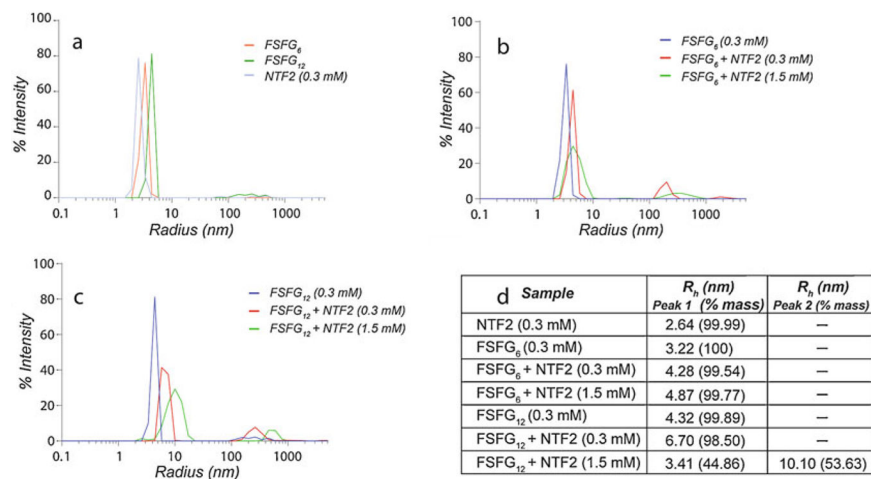 a
100
80
60
40
20
0
% Intensity
0.1 1 10 100 1000
Radius (nm)
FSFG6
FSFG12
NTF2 (0.3 mM)
b
100
80
60
40
20
0
% Intensity
0.1 1 10 100 1000
Radius (nm)
FSFG6 (0.3 mM)
FSFG6 + NTF2 (0.3 mM)
FSFG6 + NTF2 (1.5 mM)
c
100
80
60
40
20
0
% Intensity
0.1 1 10 100 1000
Radius (nm)
FSFG12 (0.3 mM)
FSFG12 + NTF2 (0.3 mM)
FSFG12 + NTF2 (1.5 mM)
d Sample Rh (nm) Peak 1 (% mass) Rh (nm) Peak 2 (% mass)
NTF2 (0.3 mM) 2.64 (99.99) —
FSFG6 (0.3 mM) 3.22 (100) —
FSFG6 + NTF2 (0.3 mM) 4.28 (99.54) —
FSFG6 + NTF2 (1.5 mM) 4.87 (99.77) —
FSFG12 (0.3 mM) 4.32 (99.89) —
FSFG12 + NTF2 (0.3 mM) 6.70 (98.50) —
FSFG12 + NTF2 (1.5 mM) 3.41 (44.86) 10.10 (53.63)